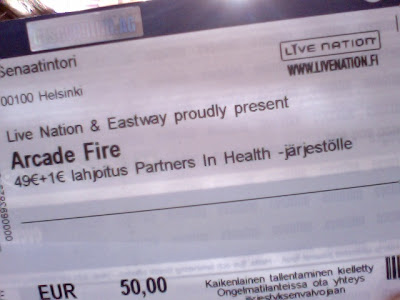 Senaatintori
LIVE NATION
WWW.LIVENATION.FI
00100 Helsinki
Live Nation & Eastway proudly present
Arcade Fire
49€+1€ lahjoitus Partners In Health -järjestölle
EUR 50,00
Kaikenlainen tallentaminen kielletty
Ongelmatilanteissa ota yhteys
järjestyksenvalvojaan